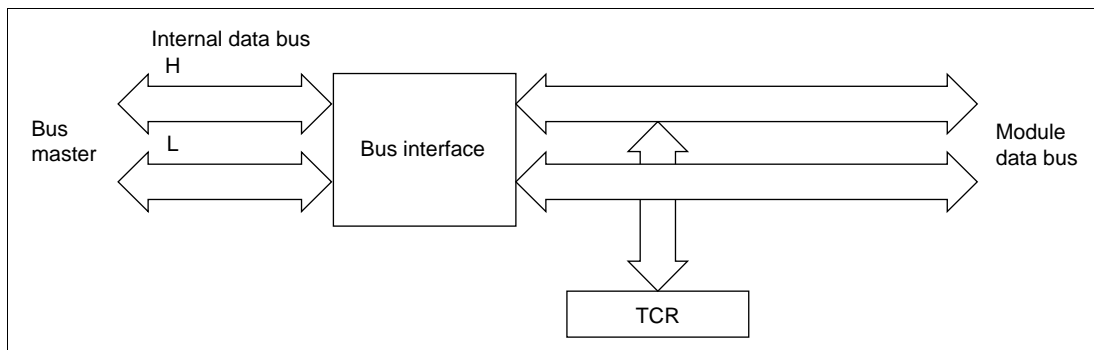 Internal data bus
H
Bus
master
L
Bus interface
Module
data bus
TCR